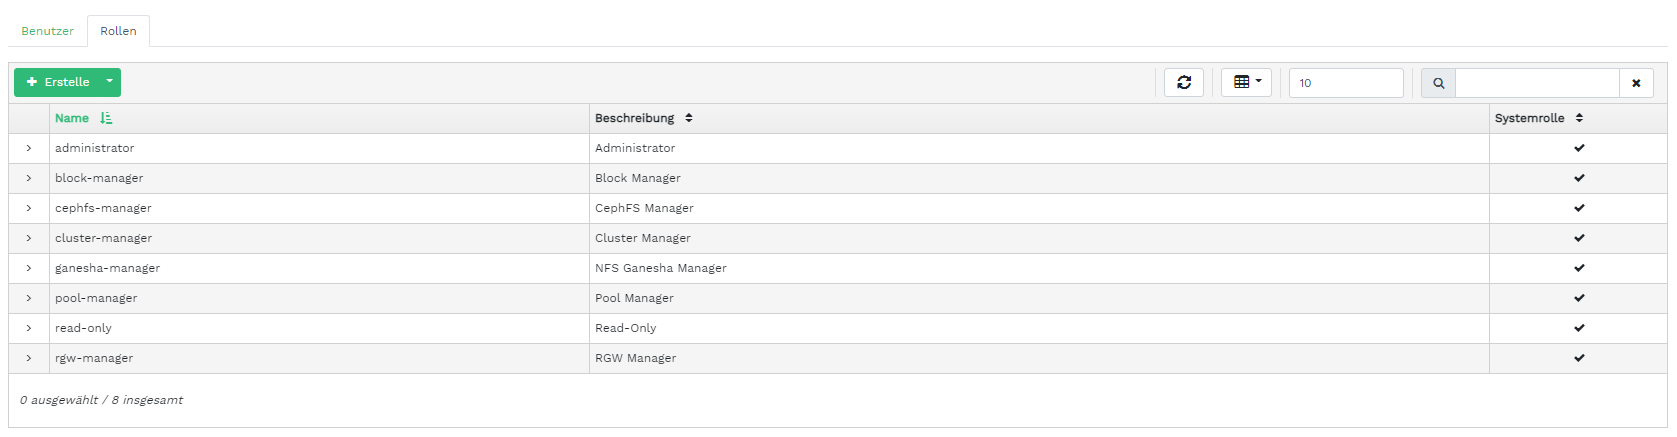 Benutzer Rollen
Erstelle 10
Name Beschreibung Systemrolle
administrator Administrator
block-manager Block Manager
cephfs-manager CephFS Manager
cluster-manager Cluster Manager
ganesha-manager NFS Ganesha Manager
pool-manager Pool Manager
read-only Read-Only
rgw-manager RGW Manager
0 ausgewählt / 8 insgesamt